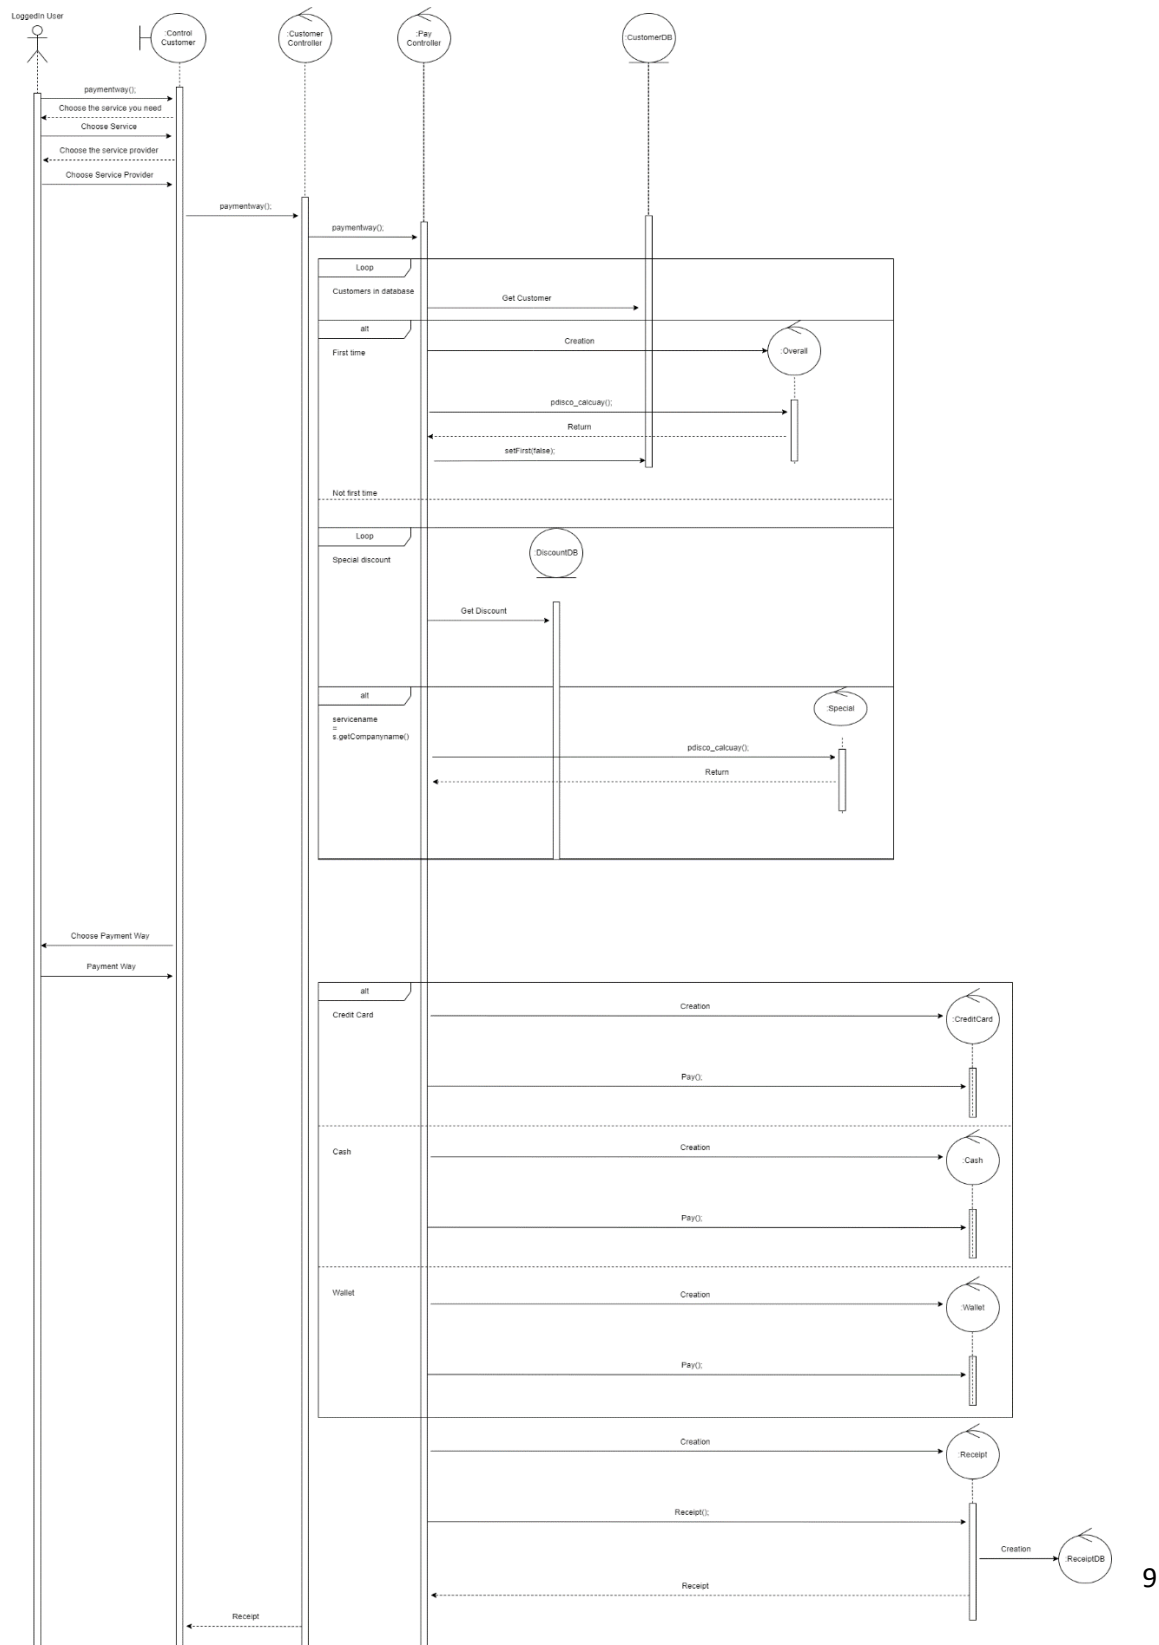 LoggedIn User
:Control
Customer
:Customer
Controller
:Pay
Controller
:CustomerDB
paymentway();
Choose the service you need
Choose Service
Choose the service provider
Choose Service Provider
paymentway();
paymentway();
Loop
Customers in database
Get Customer
alt
First time
Creation
:Overall
pdisco_calcuay();
Return
setFirst(false);
Not first time
Loop
Special discount
:DiscountDB
Get Discount
alt
servicename
=
s.getCompanyname()
:Special
pdisco_calcuay();
Return
Choose Payment Way
Payment Way
alt
Credit Card
Creation
:CreditCard
Pay();
Cash
Creation
:Cash
Pay();
Wallet
Creation
:Wallet
Pay();
Creation
:Receipt
Receipt();
Creation
:ReceiptDB
9
Receipt
Receipt